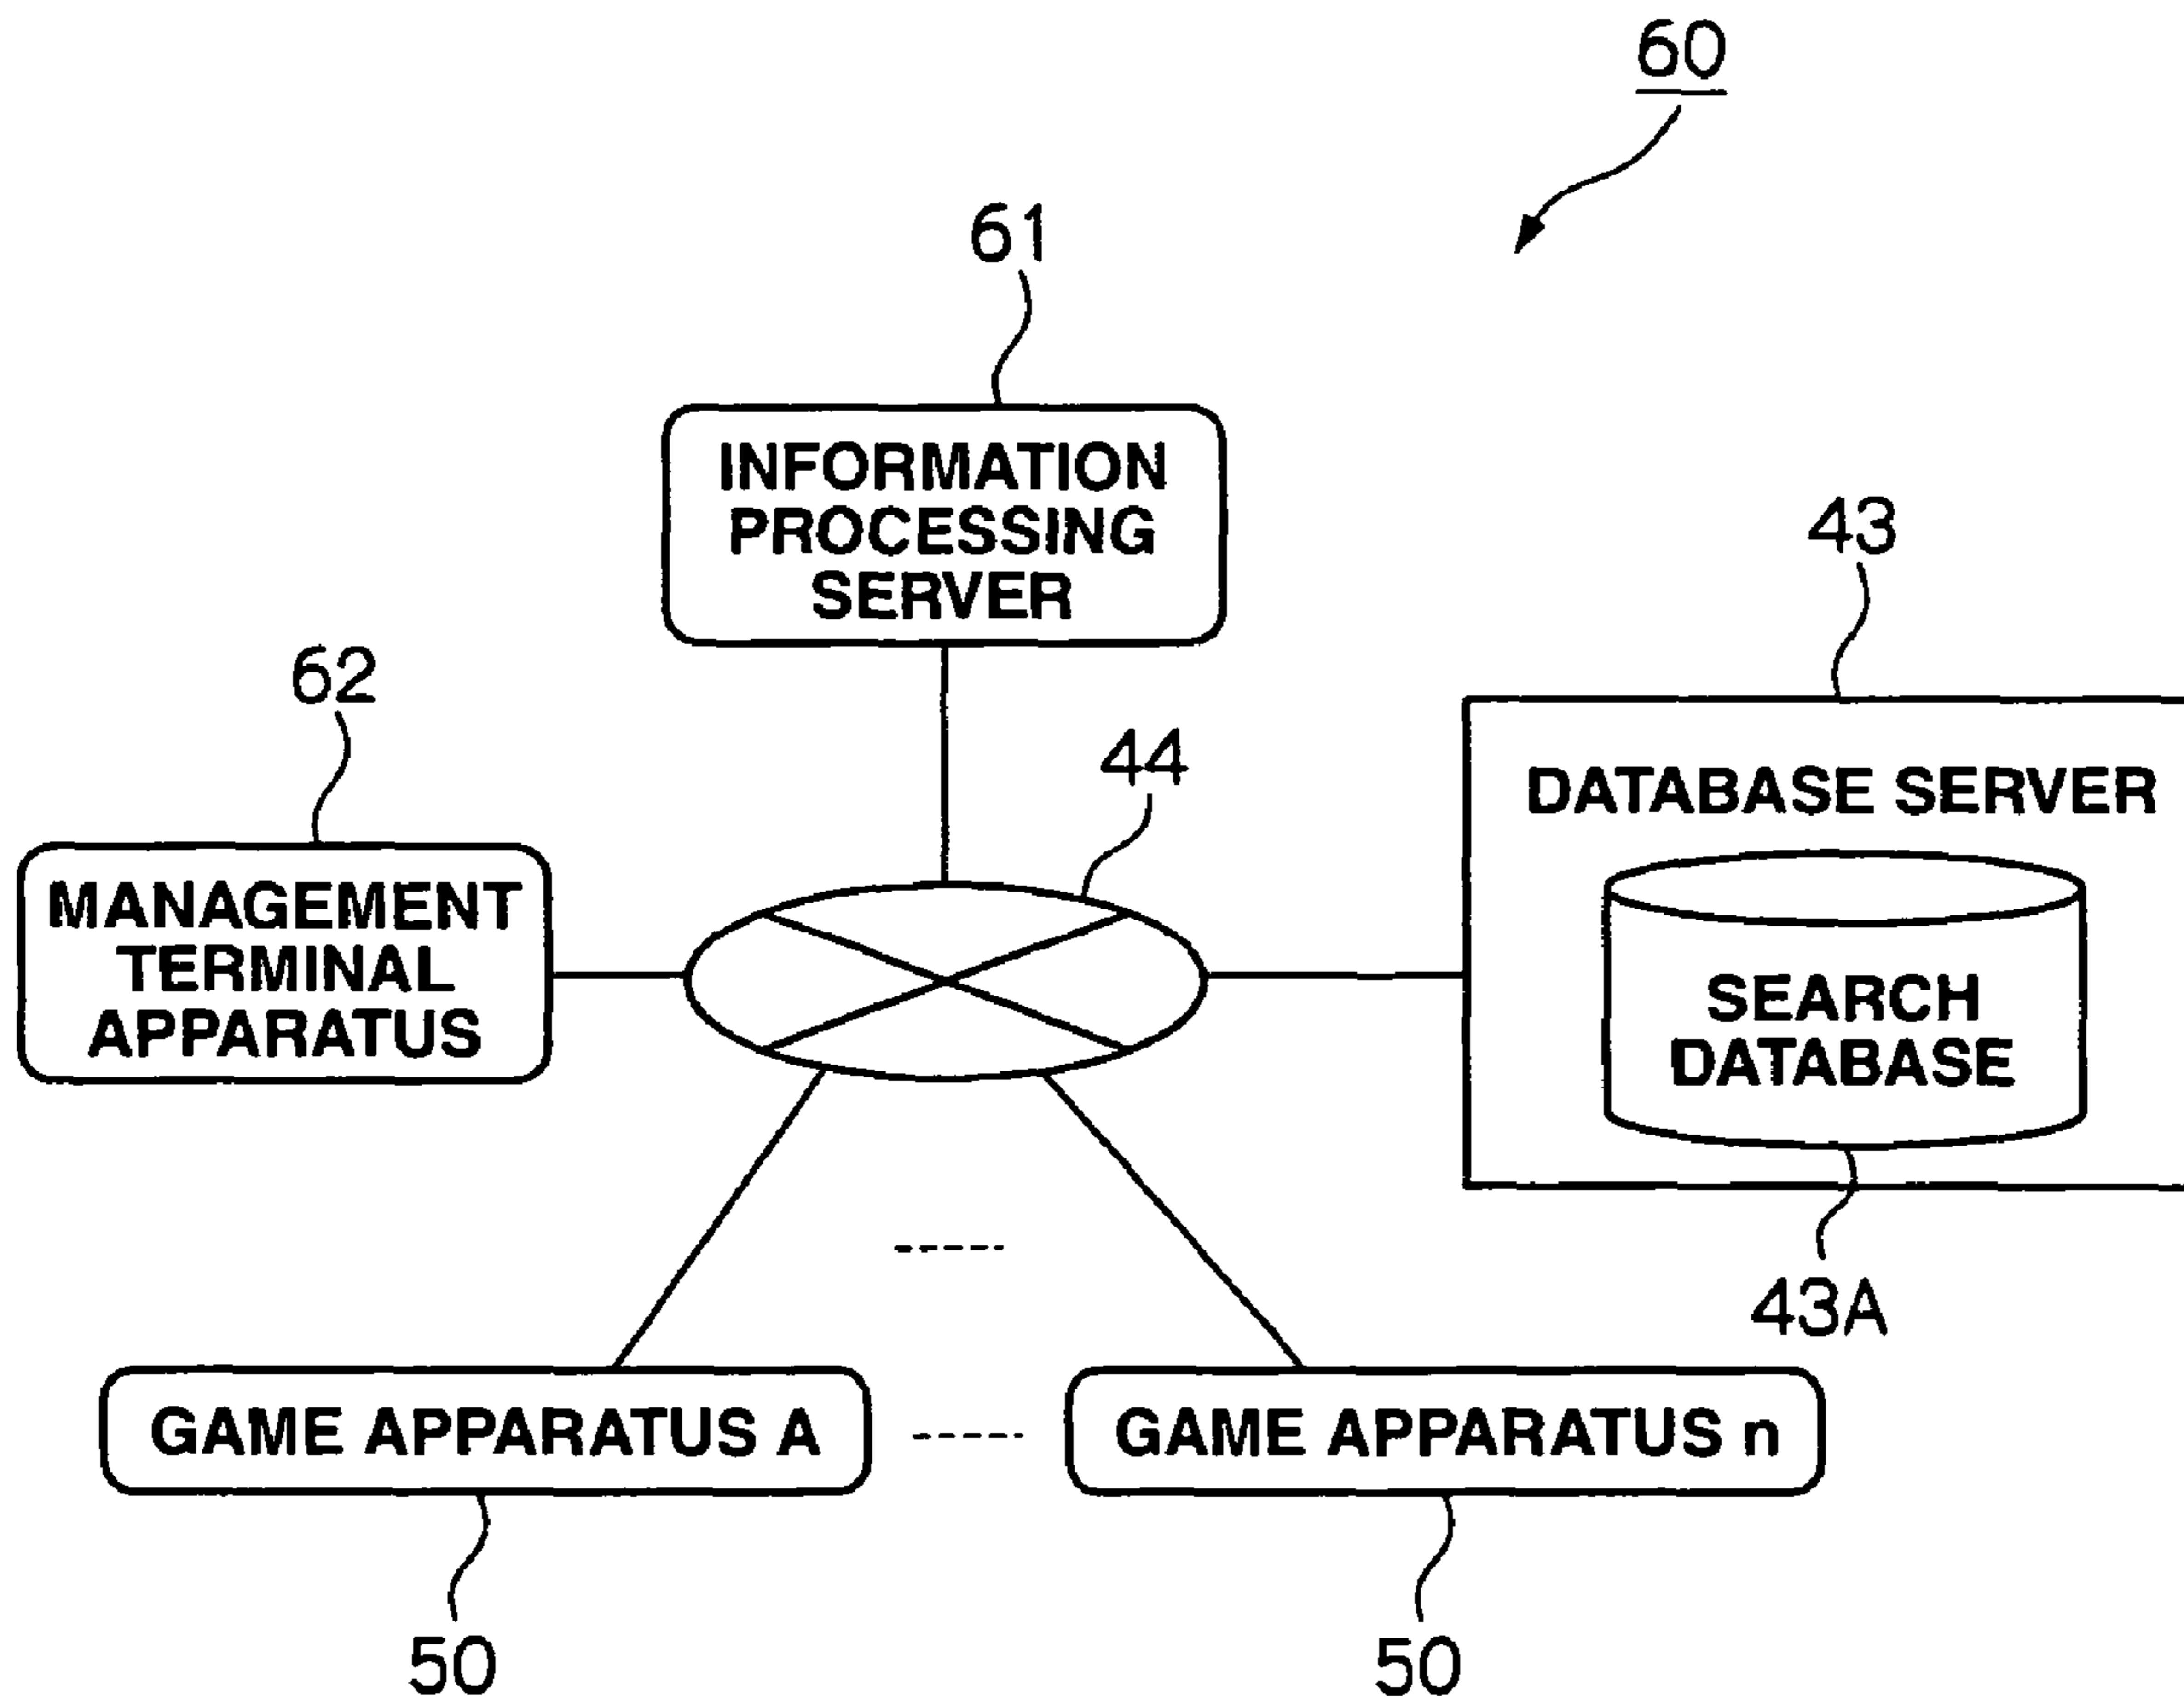 60
61
INFORMATION
PROCESSING
SERVER
43
62
44
DATABASE SERVER
MANAGEMENT
TERMINAL
APPARATUS
SEARCH
DATABASE
43A
GAME APPARATUS A
GAME APPARATUS n
50
50